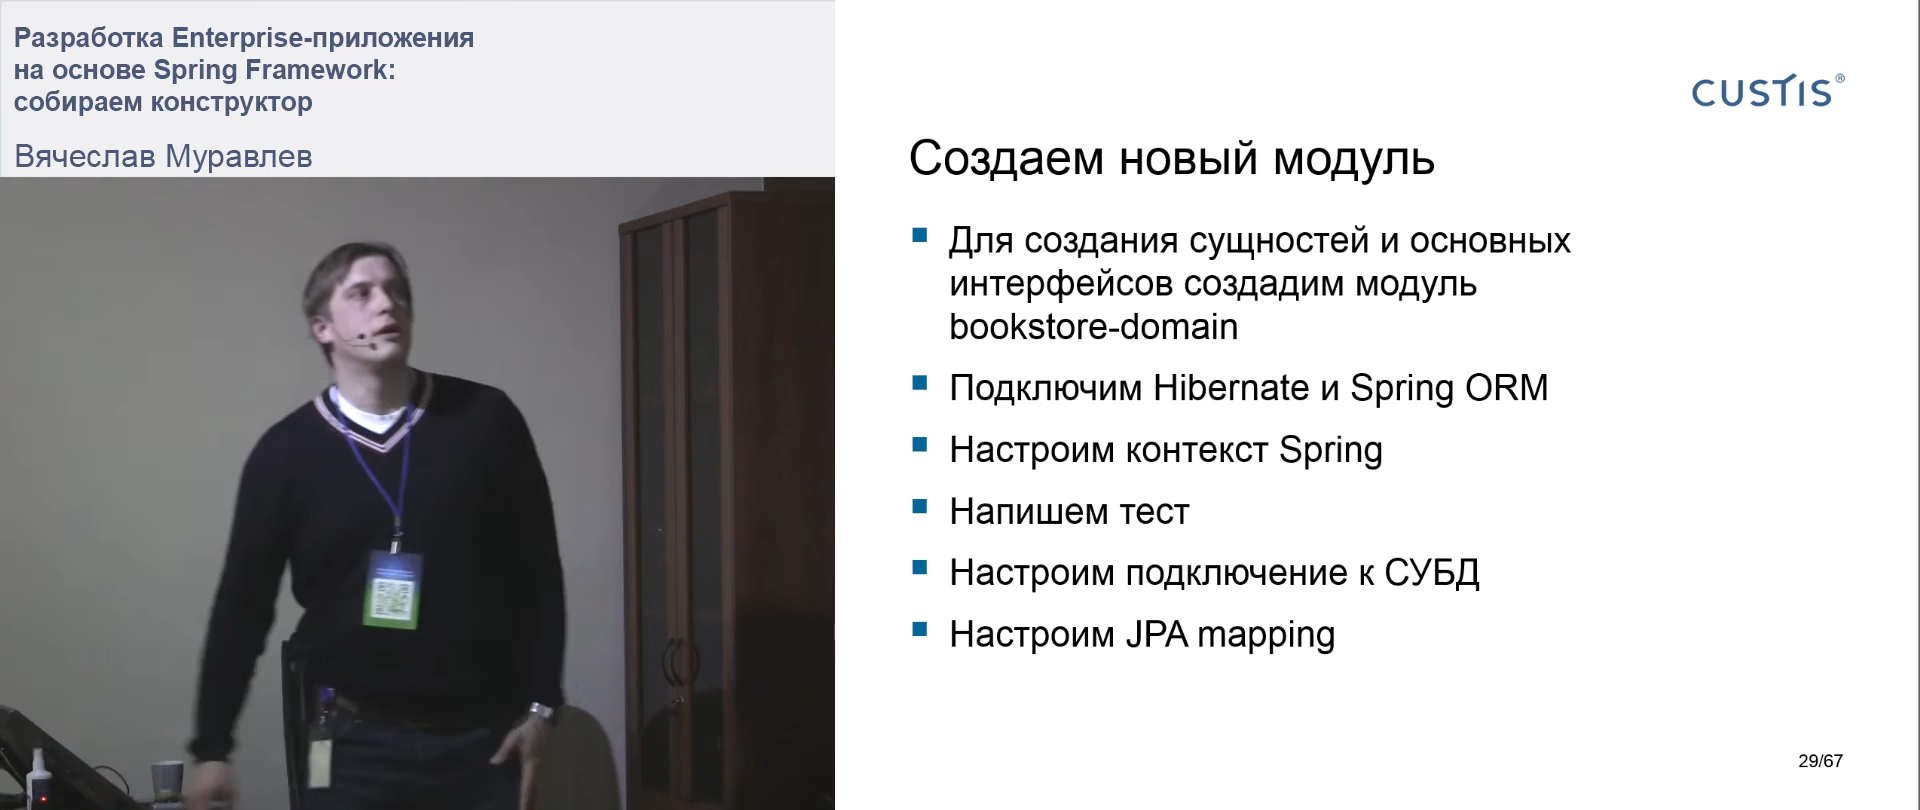 Разработка Enterprise-приложения
на основе Spring Framework:
собираем конструктор
Вячеслав Муравлев
CUSTIS®
Создаем новый модуль
Для создания сущностей и основных
интерфейсов создадим модуль
bookstore-domain
Подключим Hibernate и Spring ORM
Настроим контекст Spring
Напишем тест
Настроим подключение к СУБД
Настроим JPA mapping
29/67